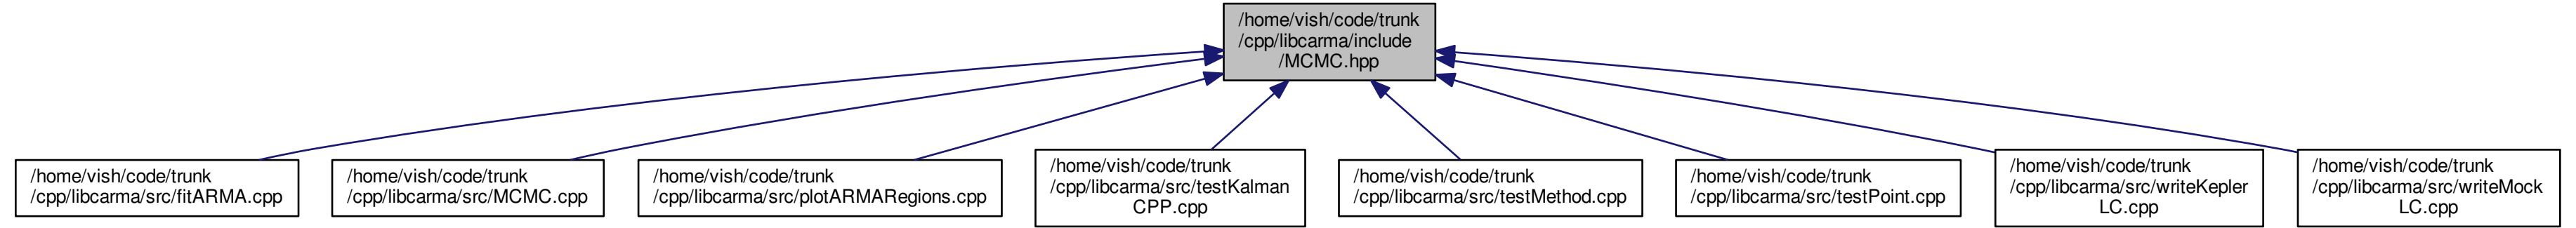 /home/vish/code/trunk
/cpp/libcarma/include
/MCMC.hpp
/home/vish/code/trunk
/cpp/libcarma/src/fitARMA.cpp
/home/vish/code/trunk
/cpp/libcarma/src/MCMC.cpp
/home/vish/code/trunk
/cpp/libcarma/src/plotARMARegions.cpp
/home/vish/code/trunk
/cpp/libcarma/src/testKalman
CPP.cpp
/home/vish/code/trunk
/cpp/libcarma/src/testMethod.cpp
/home/vish/code/trunk
/cpp/libcarma/src/testPoint.cpp
/home/vish/code/trunk
/cpp/libcarma/src/writeKepler
LC.cpp
/home/vish/code/trunk
/cpp/libcarma/src/writeMock
LC.cpp